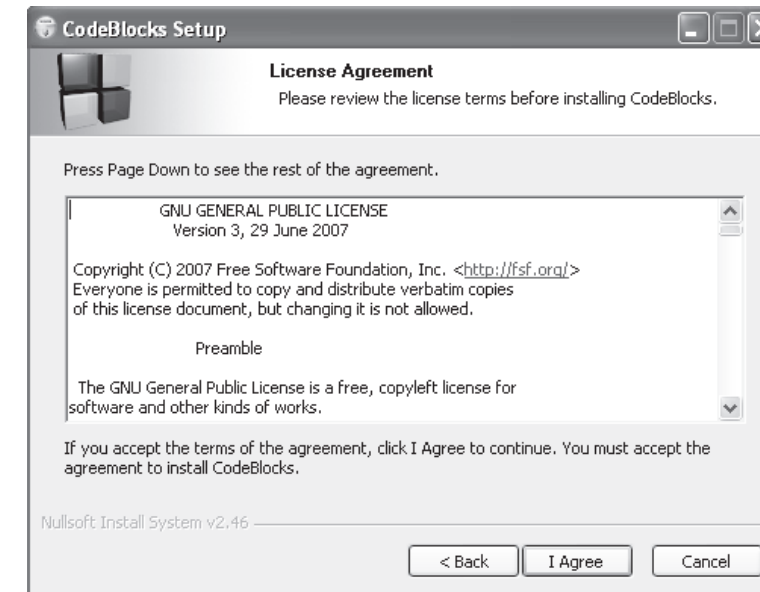 CodeBlocks Setup
License Agreement
Please review the license terms before installing CodeBlocks.
Press Page Down to see the rest of the agreement.
GNU GENERAL PUBLIC LICENSE
Version 3, 29 June 2007
Copyright (C) 2007 Free Software Foundation, Inc. <http://fsf.org/>
Everyone is permitted to copy and distribute verbatim copies
of this license document, but changing it is not allowed.
Preamble
The GNU General Public License is a free, copyleft license for
software and other kinds of works.
If you accept the terms of the agreement, click I Agree to continue. You must accept the
agreement to install CodeBlocks.
Nullsoft Install System v2.46
< Back I Agree Cancel